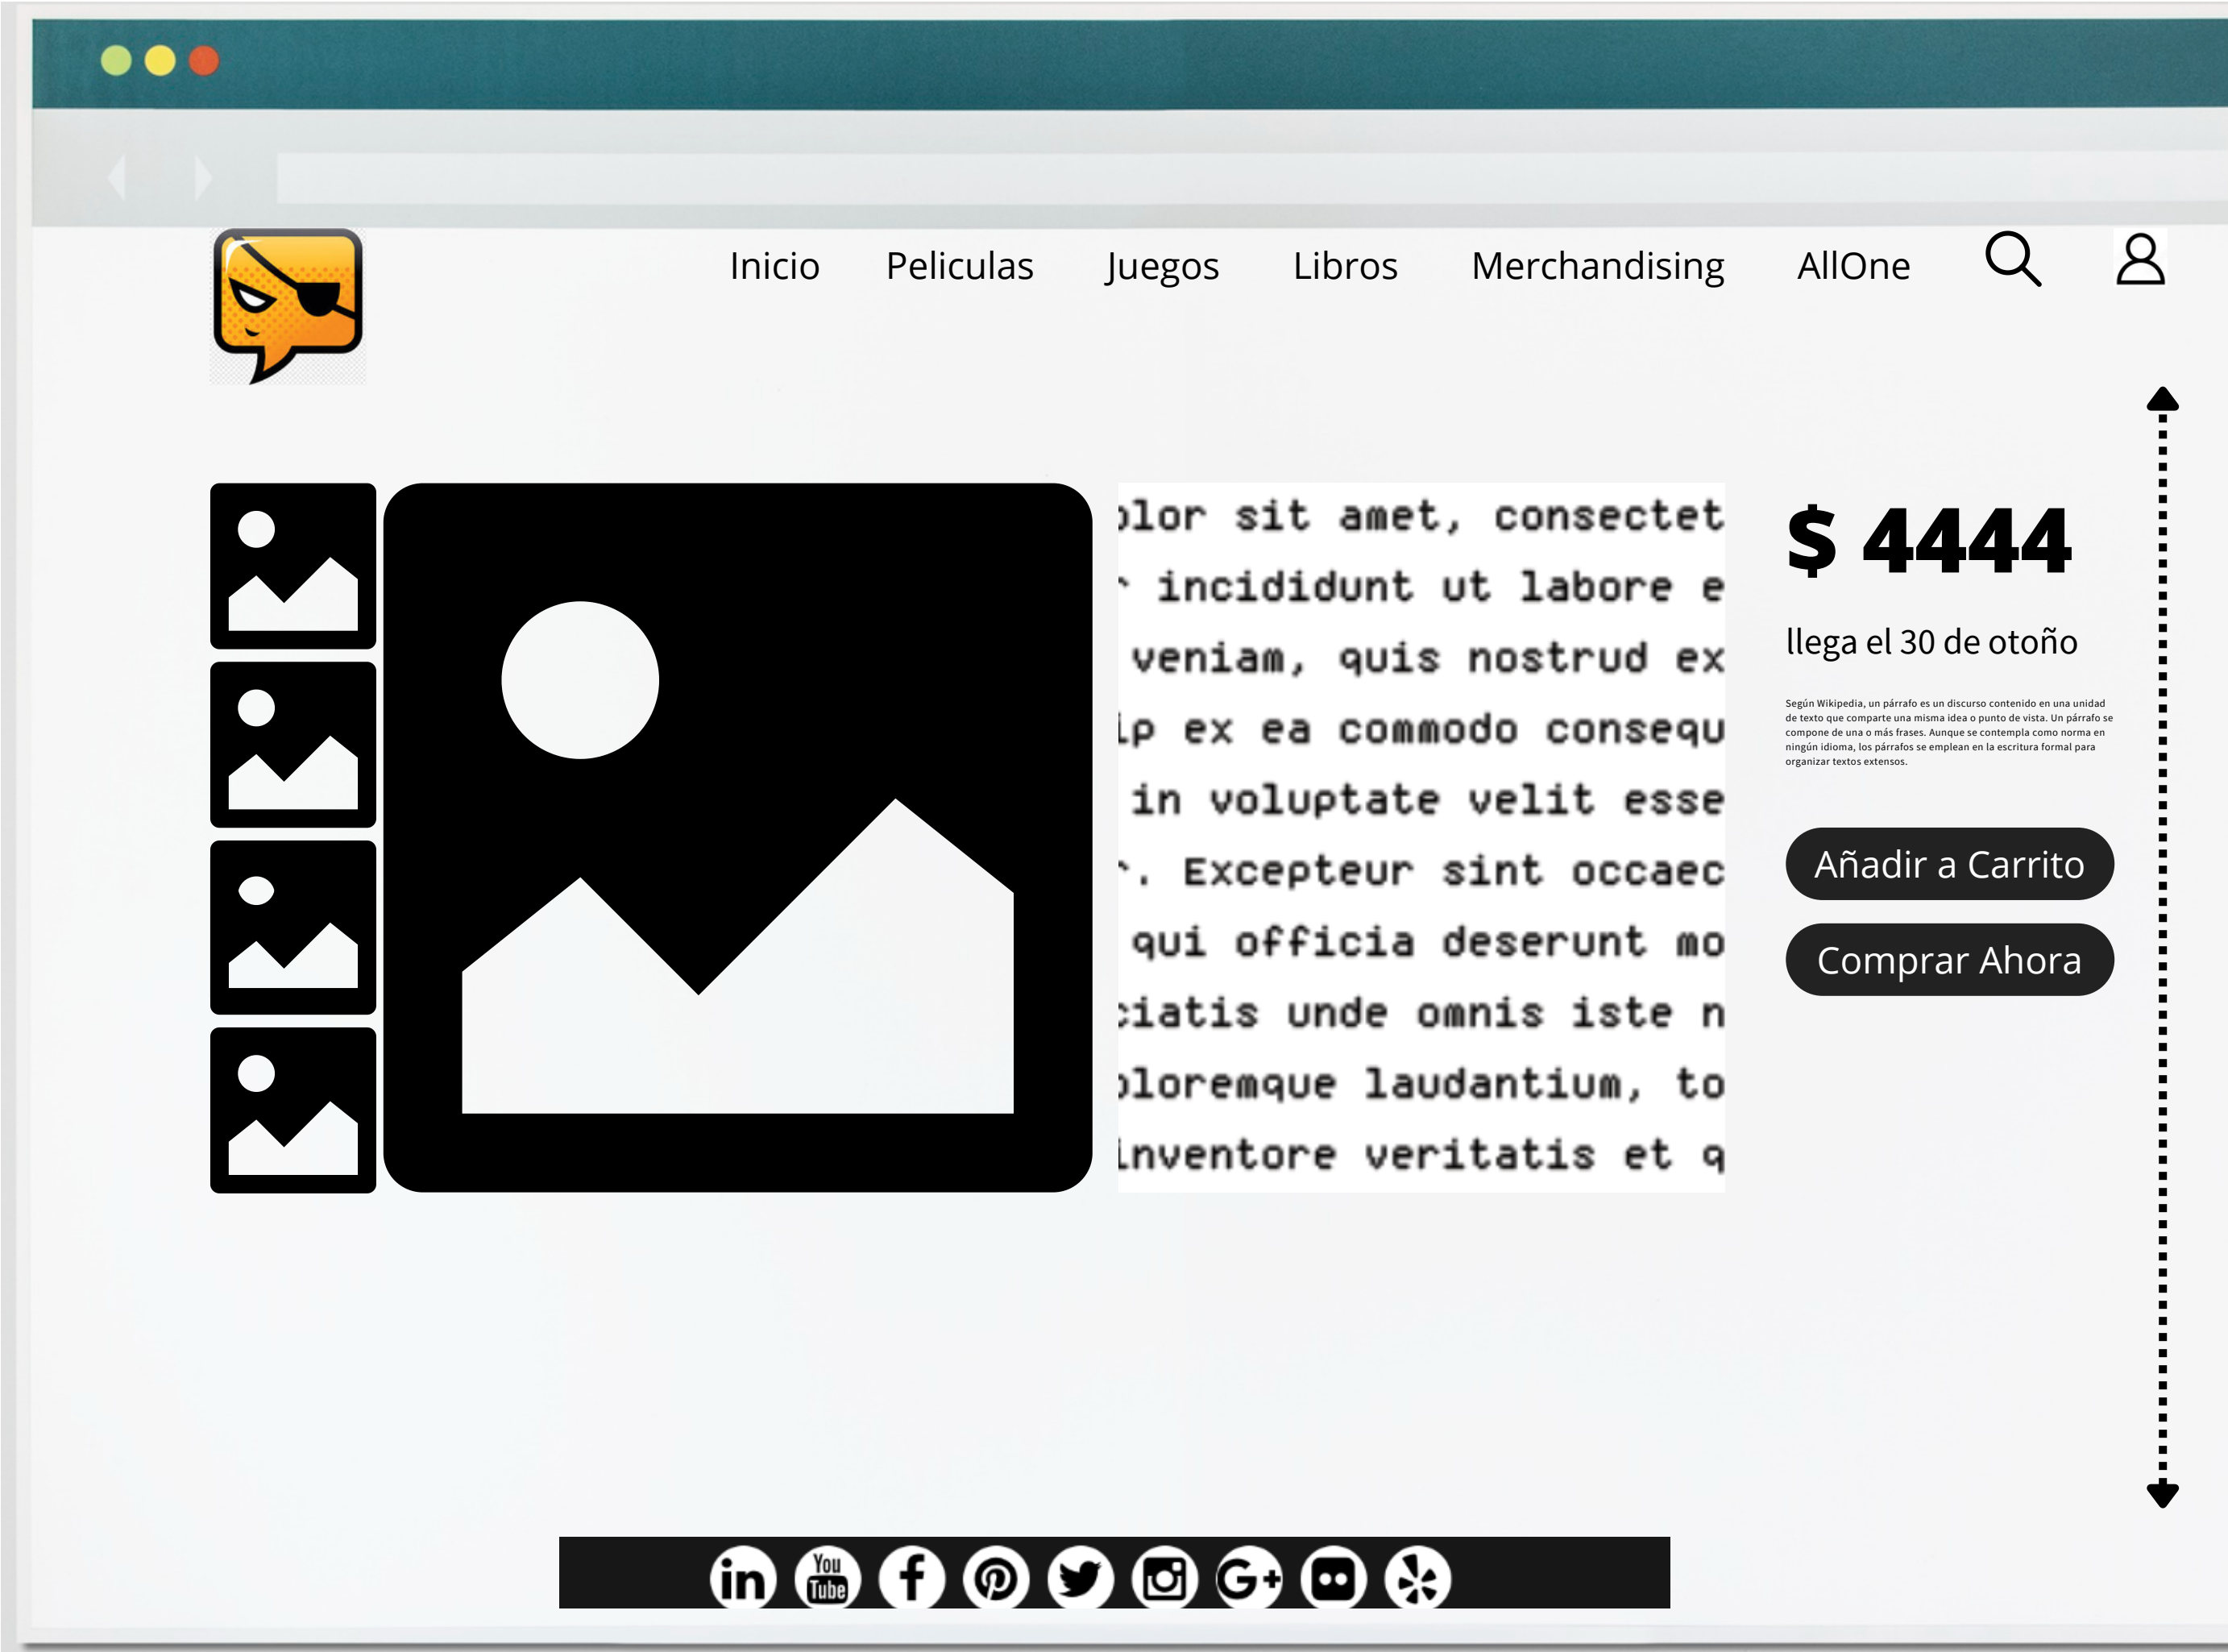 Inicio Peliculas Juegos Libros Merchandising AllOne
olor sit amet, consectet
r incididunt ut labore e
veniam, quis nostrud ex
ip ex ea commodo consequ
in voluptate velit esse
r. Excepteur sint occaec
qui officia deserunt mo
ciatis unde omnis iste n
oloremque laudantium, to
inventore veritatis et q
$ 4444
llega el 30 de otoño
Según Wikipedia, un párrafo es un discurso contenido en una unidad
de texto que comparte una misma idea o punto de vista. Un párrafo se
compone de una o más frases. Aunque se contempla como norma en
ningún idioma, los párrafos se emplean en la escritura formal para
organizar textos extensos.
Añadir a Carrito
Comprar Ahora
in You Tube f G+